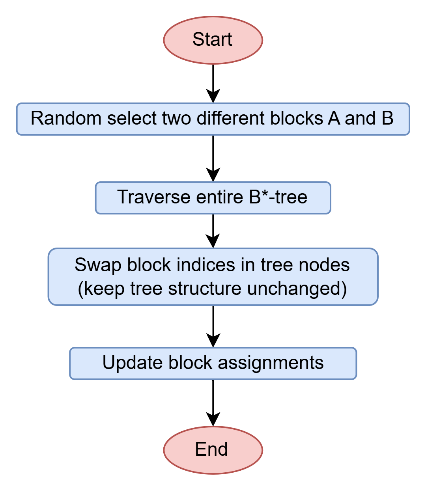 Start
Random select two different blocks A and B
Traverse entire B*-tree
Swap block indices in tree nodes
(keep tree structure unchanged)
Update block assignments
End